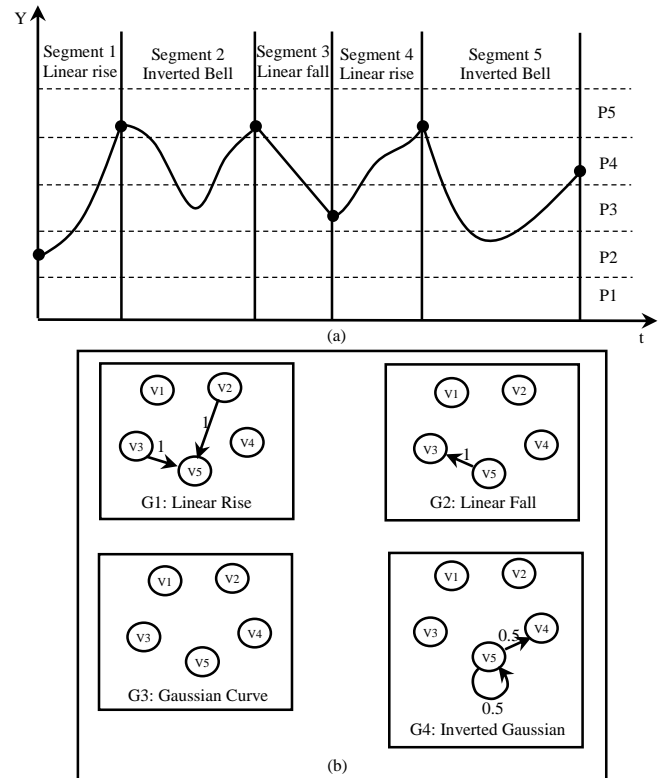 Y
Segment 1
Linear rise
Segment 2
Inverted Bell
Segment 3
Linear fall
Segment 4
Linear rise
Segment 5
Inverted Bell
P5
P4
P3
P2
P1
(a)
t
V1
V2
V3
V4
V5
1
1
G1: Linear Rise
V1
V2
V3
V4
V5
1
G2: Linear Fall
V1
V2
V3
V4
V5
G3: Gaussian Curve
V1
V2
V3
V4
V5
0.5
0.5
G4: Inverted Gaussian
(b)